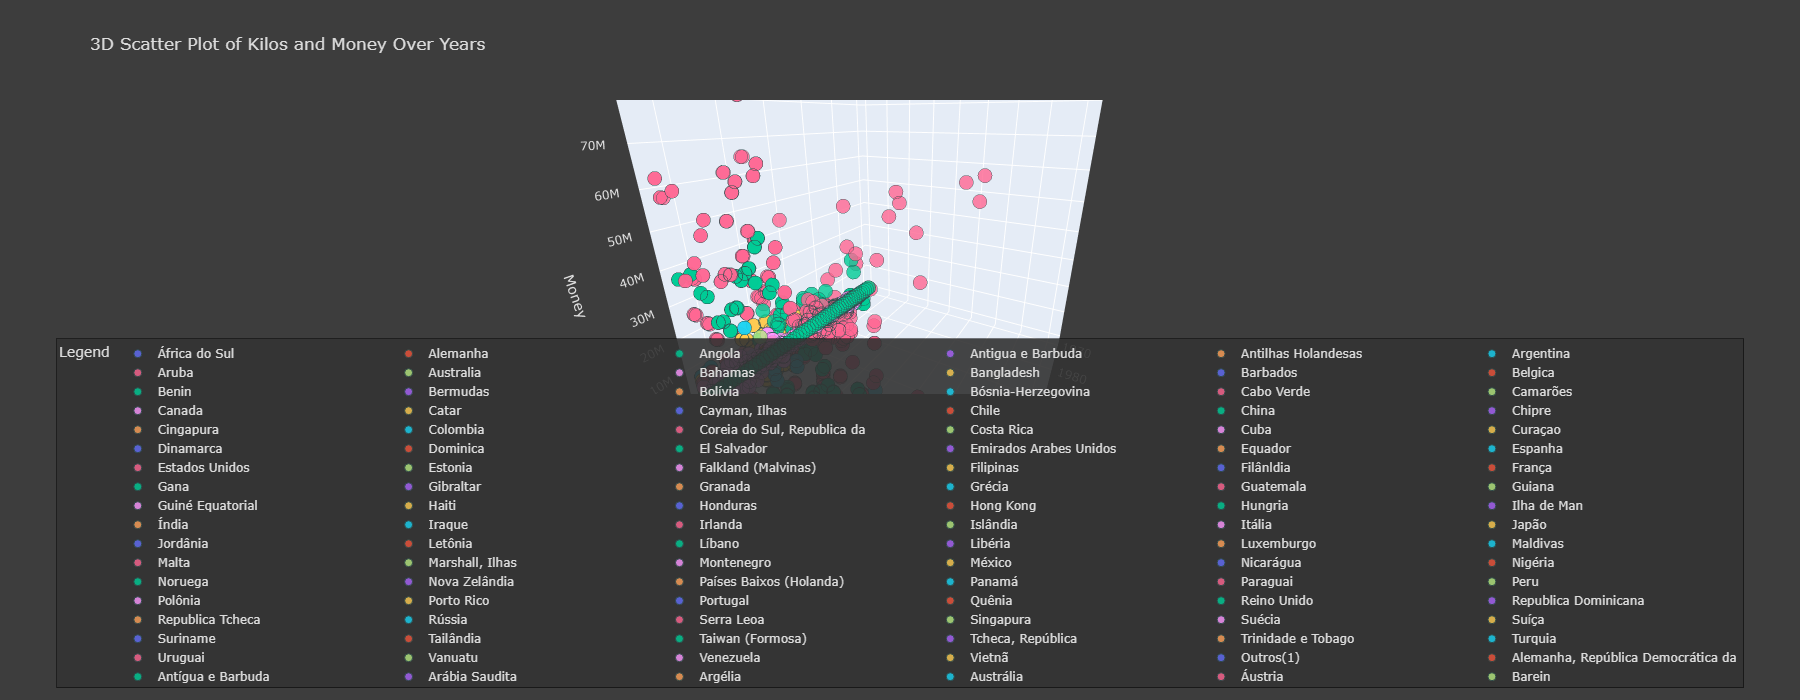 3D Scatter Plot of Kilos and Money Over Years
70M
60M
50M
40M
30M
20M
10M
Money
1980
Legend
África do Sul Alemanha Angola Antigua e Barbuda Antilhas Holandesas Argentina
Aruba Australia Bahamas Bangladesh Barbados Belgica
Benin Bermudas Bolívia Bósnia-Herzegovina Cabo Verde Camarões
Canada Catar Cayman, Ilhas Chile China Chipre
Cingapura Colombia Coreia do Sul, Republica da Costa Rica Cuba Curaçao
Dinamarca Dominica El Salvador Emirados Arabes Unidos Equador Espanha
Estados Unidos Estonia Falkland (Malvinas) Filipinas Filânldia França
Gana Gibraltar Granada Grécia Guatemala Guiana
Guiné Equatorial Haiti Honduras Hong Kong Hungria Ilha de Man
Índia Iraque Irlanda Islândia Itália Japão
Jordânia Letônia Líbano Libéria Luxemburgo Maldivas
Malta Marshall, Ilhas Montenegro México Nicarágua Nigéria
Noruega Nova Zelândia Países Baixos (Holanda) Panamá Paraguai Peru
Polônia Porto Rico Portugal Quênia Reino Unido Republica Dominicana
Republica Tcheca Rússia Serra Leoa Singapura Suécia Suíça
Suriname Tailândia Taiwan (Formosa) Tcheca, República Trinidade e Tobago Turquia
Uruguai Vanuatu Venezuela Vietnã Outros(1) Alemanha, República Democrática da
Antígua e Barbuda Arábia Saudita Argélia Austrália Áustria Barein